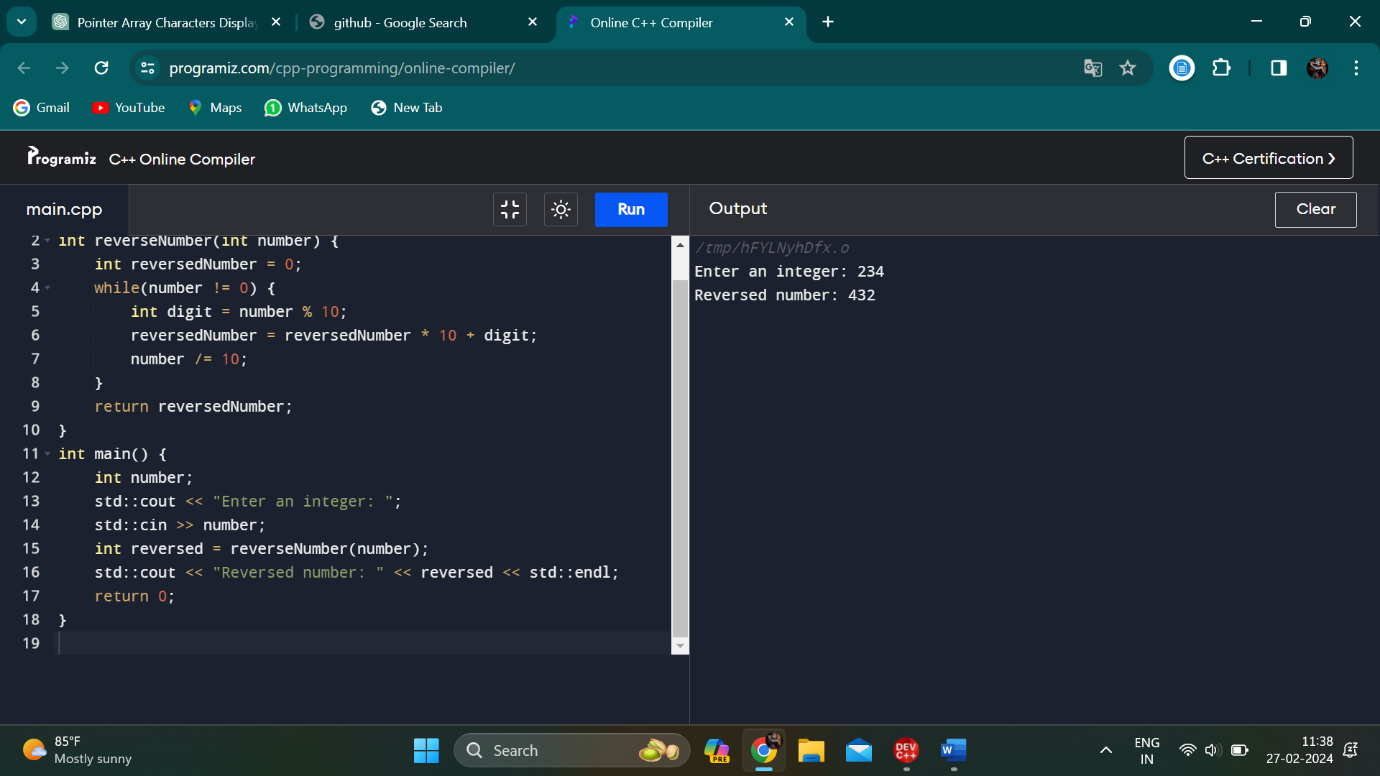 Pointer Array Characters Displa
github - Google Search
Online C++ Compiler
programiz.com/cpp-programming/online-compiler/
Gmail
YouTube
Maps
WhatsApp
New Tab
Programiz C++ Online Compiler
C++ Certification >
main.cpp
Run
Output
Clear
2 int reverseNumber(int number) {
3 int reversedNumber = 0;
4 while(number != 0) {
5 int digit = number % 10;
6 reversedNumber = reversedNumber * 10 + digit;
7 number /= 10;
8 }
9 return reversedNumber;
10 }
11 int main() {
12 int number;
13 std::cout << "Enter an integer: ";
14 std::cin >> number;
15 int reversed = reverseNumber(number);
16 std::cout << "Reversed number: " << reversed << std::endl;
17 return 0;
18 }
19
/tmp/hFYLNyhDfx.o
Enter an integer: 234
Reversed number: 432
85°F
Mostly sunny
Search
PRE
DEV
C++
W
ENG
IN
11:38
27-02-2024